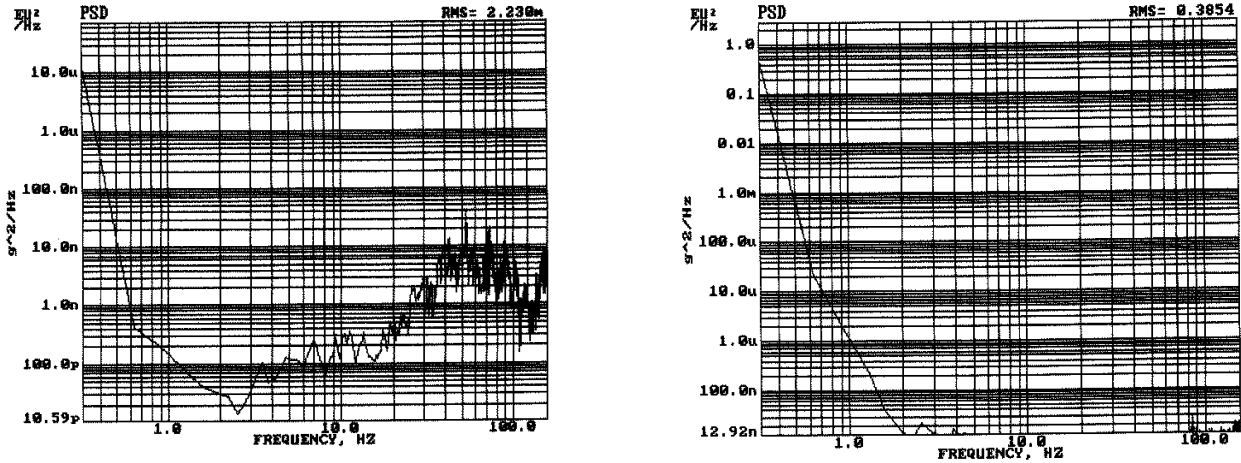 EU²
/Hz
PSD
RMS= 2.230m
10.0u
1.0u
100.0n
10.0n
1.0n
100.0p
10.59p
g^2/Hz
1.0
10.0
100.0
FREQUENCY, HZ
EU²
/Hz
PSD
RMS= 0.3854
1.0
0.1
0.01
1.0m
100.0u
10.0u
1.0u
100.0n
12.92n
g^2/Hz
1.0
10.0
100.0
FREQUENCY, HZ